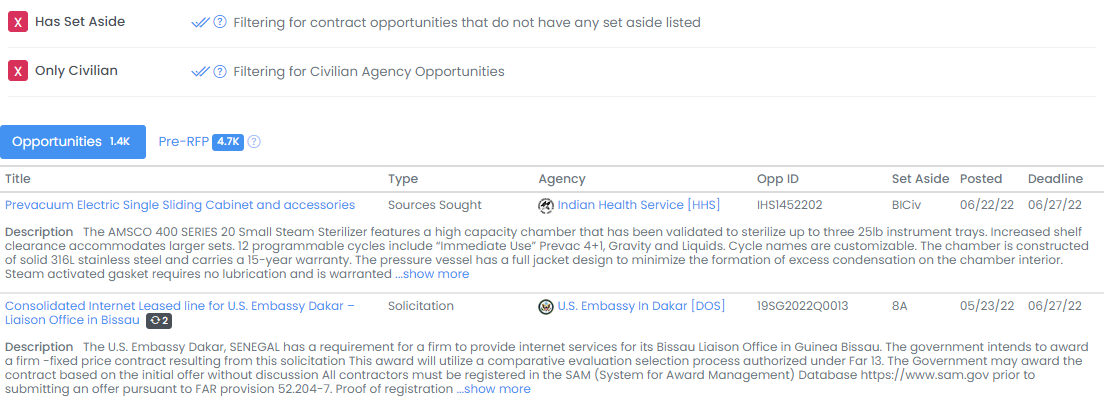 X Has Set Aside Filtering for contract opportunities that do not have any set aside listed
X Only Civilian Filtering for Civilian Agency Opportunities
Opportunities 1.4K Pre-RFP 4.7K
Title Type Agency Opp ID Set Aside Posted Deadline
Prevacuum Electric Single Sliding Cabinet and accessories Sources Sought Indian Health Service [HHS] IHS1452202 BICiv 06/22/22 06/27/22
Description The AMSCO 400 SERIES 20 Small Steam Sterilizer features a high capacity chamber that has been validated to sterilize up to three 25lb instrument trays. Increased shelf
clearance accommodates larger sets. 12 programmable cycles include “Immediate Use” Prevac 4+1, Gravity and Liquids. Cycle names are customizable. The chamber is constructed
of solid 316L stainless steel and carries a 15-year warranty. The pressure vessel has a full jacket design to minimize the formation of excess condensation on the chamber interior.
Steam activated gasket requires no lubrication and is warranted ...show more
Consolidated Internet Leased line for U.S. Embassy Dakar – Solicitation U.S. Embassy In Dakar [DOS] 19SG2022Q0013 8A 05/23/22 06/27/22
Liaison Office in Bissau 2
Description The U.S. Embassy Dakar, SENEGAL has a requirement for a firm to provide internet services for its Bissau Liaison Office in Guinea Bissau. The government intends to award
a firm -fixed price contract resulting from this solicitation This award will utilize a comparative evaluation selection process authorized under Far 13. The Government may award the
contract based on the initial offer without discussion All contractors must be registered in the SAM (System for Award Management) Database https://www.sam.gov prior to
submitting an offer pursuant to FAR provision 52.204-7. Proof of registration ...show more